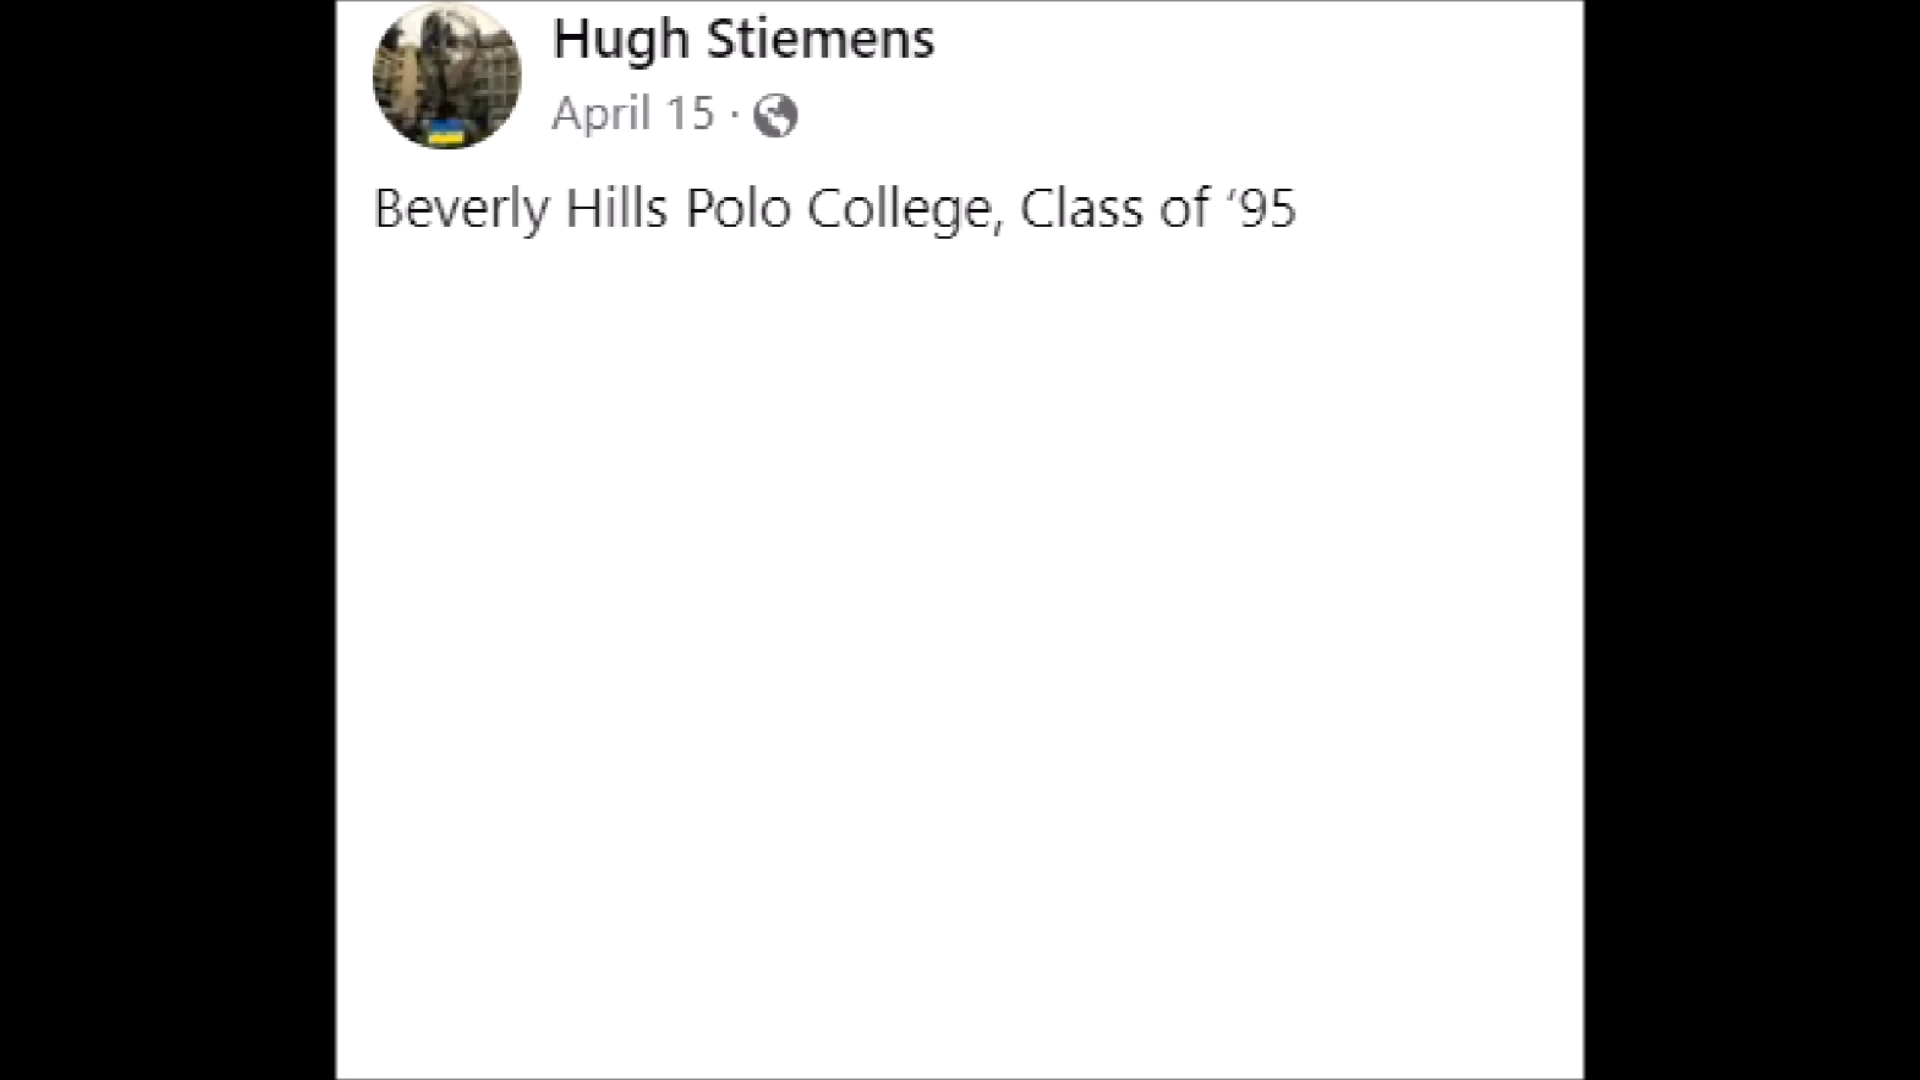 Hugh Stiemens
April 15 ·
Beverly Hills Polo College, Class of ‘95